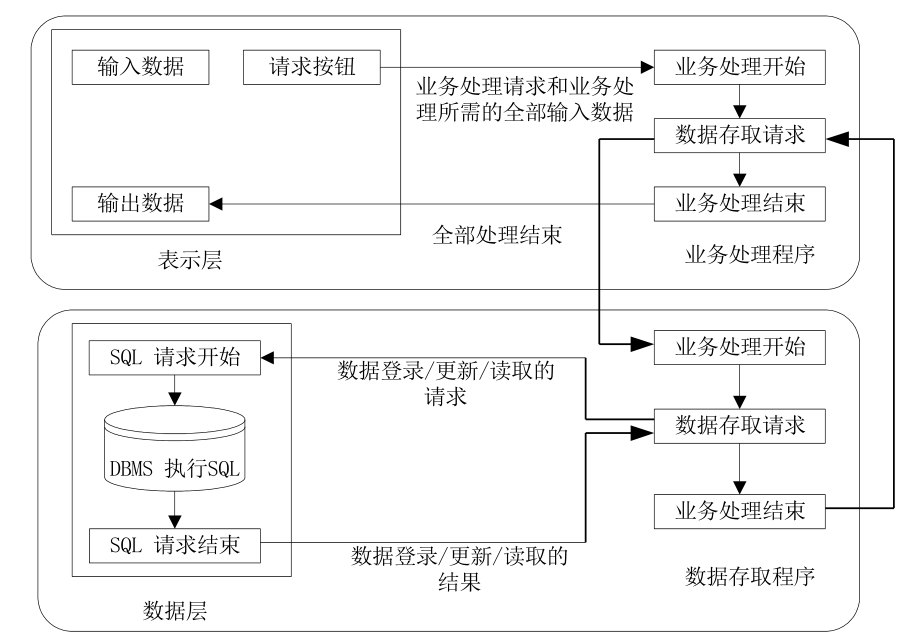 输入数据
请求按钮
业务处理开始
业务处理请求和业务处
理所需的全部输入数据
数据存取请求
输出数据
业务处理结束
全部处理结束
表示层
业务处理程序
SQL 请求开始
业务处理开始
数据登录/更新/读取的
请求
数据存取请求
DBMS 执行SQL
业务处理结束
SQL 请求结束
数据登录/更新/读取的
结果
数据存取程序
数据层